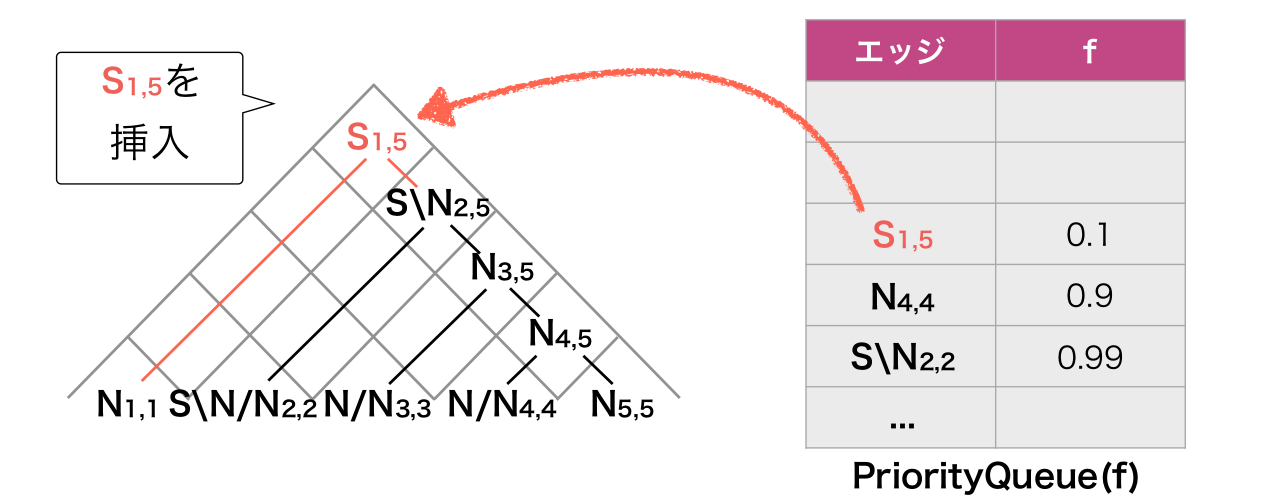 S1,5を
挿入
S1,5
S\N2,5
N3,5
N4,5
N1,1 S\N/N2,2 N/N3,3 N/N4,4 N5,5
エッジ f
S1,5 0.1
N4,4 0.9
S\N2,2 0.99
...
PriorityQueue(f)